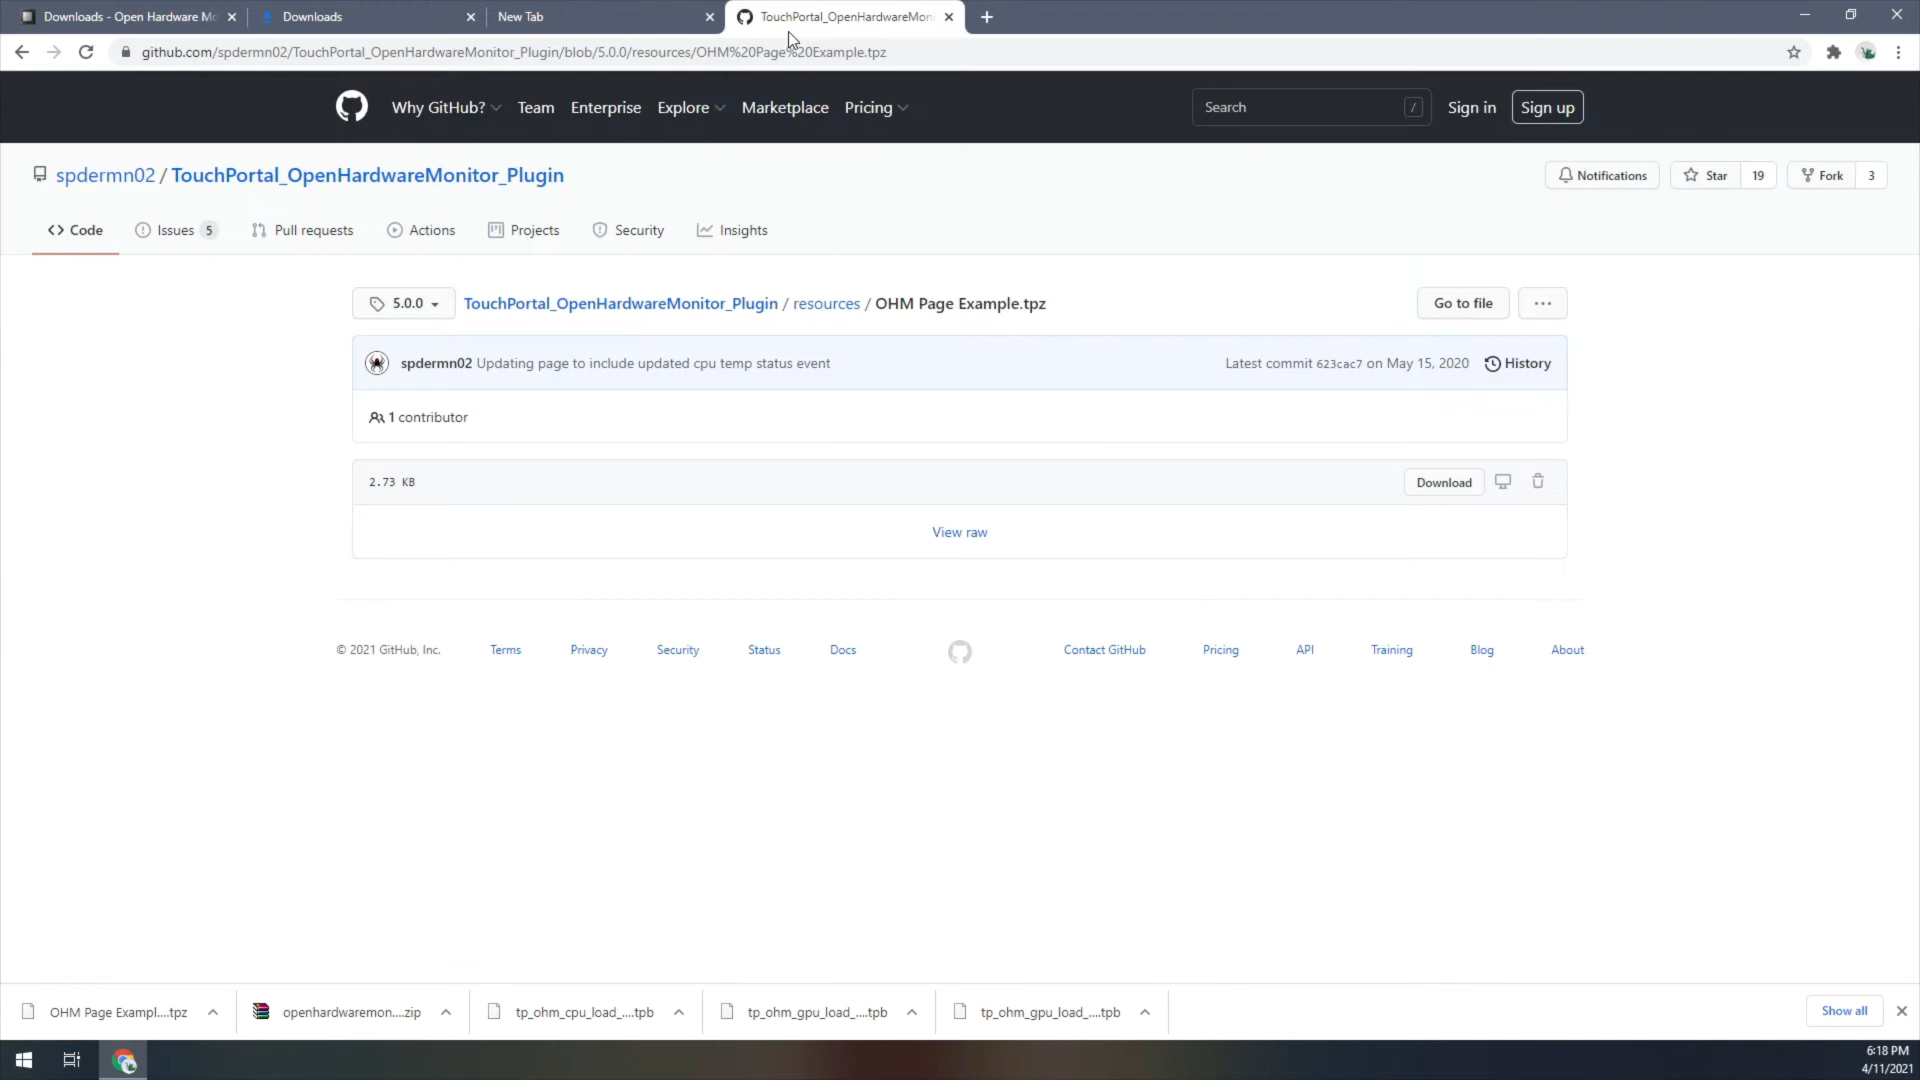 Downloads - Open Hardware Mo
Downloads
New Tab
TouchPortal_OpenHardwareMon
github.com/spdermn02/TouchPortal_OpenHardwareMonitor_Plugin/blob/5.0.0/resources/OHM%20Page%20Example.tpz
Why GitHub? Team Enterprise Explore Marketplace Pricing
Search /
Sign in
Sign up
spdermn02 / TouchPortal_OpenHardwareMonitor_Plugin
Notifications
Star 19
Fork 3
Code
Issues 5
Pull requests
Actions
Projects
Security
Insights
5.0.0
TouchPortal_OpenHardwareMonitor_Plugin / resources / OHM Page Example.tpz
Go to file
...
spdermn02 Updating page to include updated cpu temp status event
Latest commit 623cac7 on May 15, 2020
History
1 contributor
2.73 KB
Download
View raw
© 2021 GitHub, Inc.
Terms
Privacy
Security
Status
Docs
Contact GitHub
Pricing
API
Training
Blog
About
OHM Page Exampl....tpz
openhardwaremon....zip
tp_ohm_cpu_load_....tpb
tp_ohm_gpu_load_....tpb
tp_ohm_gpu_load_....tpb
Show all
6:18 PM
4/11/2021